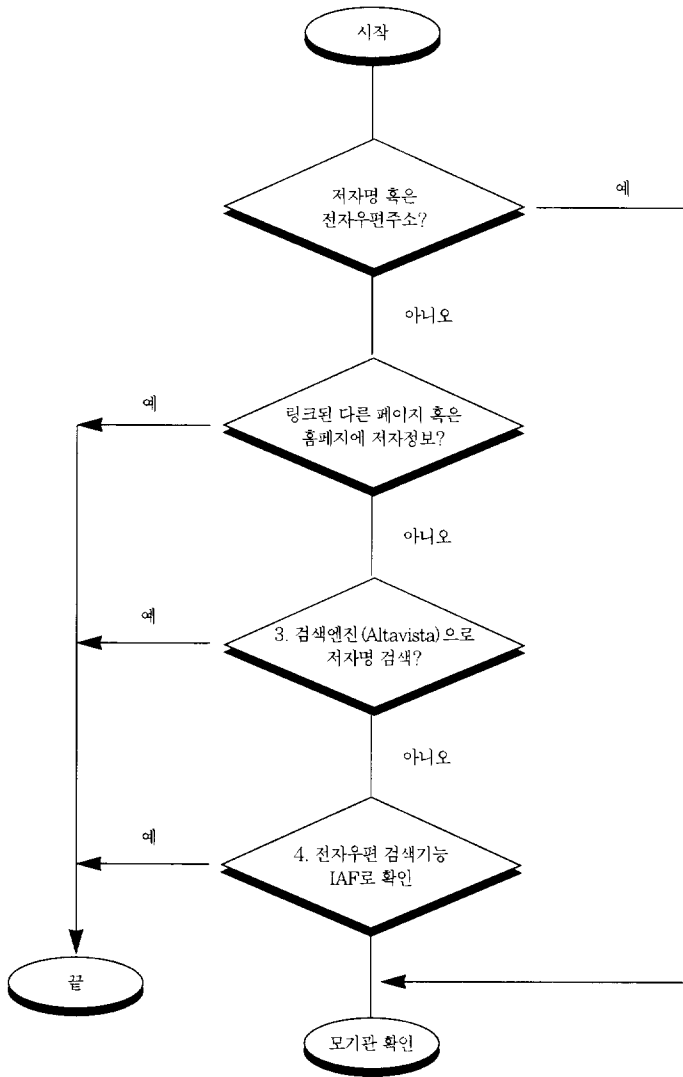 시작
저자명 혹은
전자우편주소?
예
아니오
예
링크된 다른 페이지 혹은
홈페지에 저자정보?
아니오
예
3. 검색엔진(Altavista)으로
저자명 검색?
아니오
예
4. 전자우편 검색기능
IAF로 확인
끝
모기관 확인